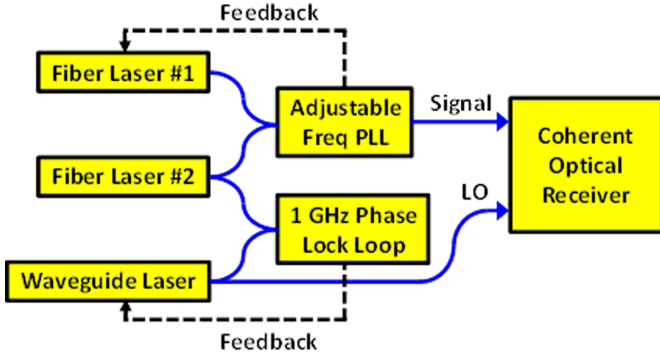 Feedback
Fiber Laser #1
Adjustable
Freq PLL
Signal
Coherent
Optical
Receiver
Fiber Laser #2
LO
1 GHz Phase
Lock Loop
Waveguide Laser
Feedback